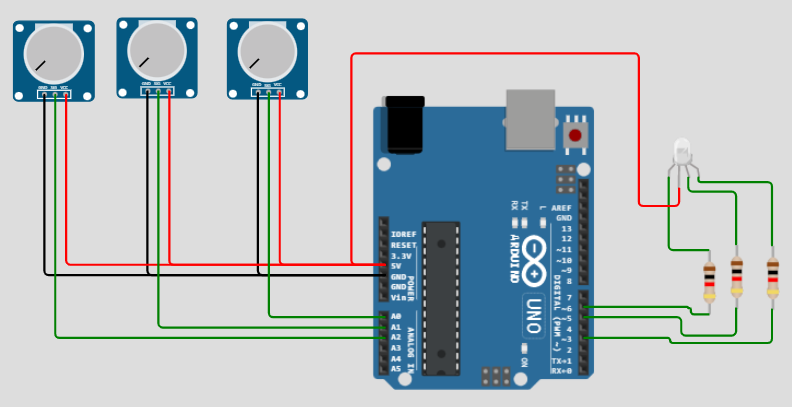 GND SIG VCC
GND SIG VCC
GND SIG VCC
RX
TX
L
AREF
GND
13
12
~11
~10
~9
8
7
~6
~5
4
~3
2
TX→1
RX←0
DIGITAL (PWM ~)
ARDUINO
UNO
ON
IOREF
RESET
3.3V
5V
GND
GND
Vin
POWER
A0
A1
A2
A3
A4
A5
ANALOG IN